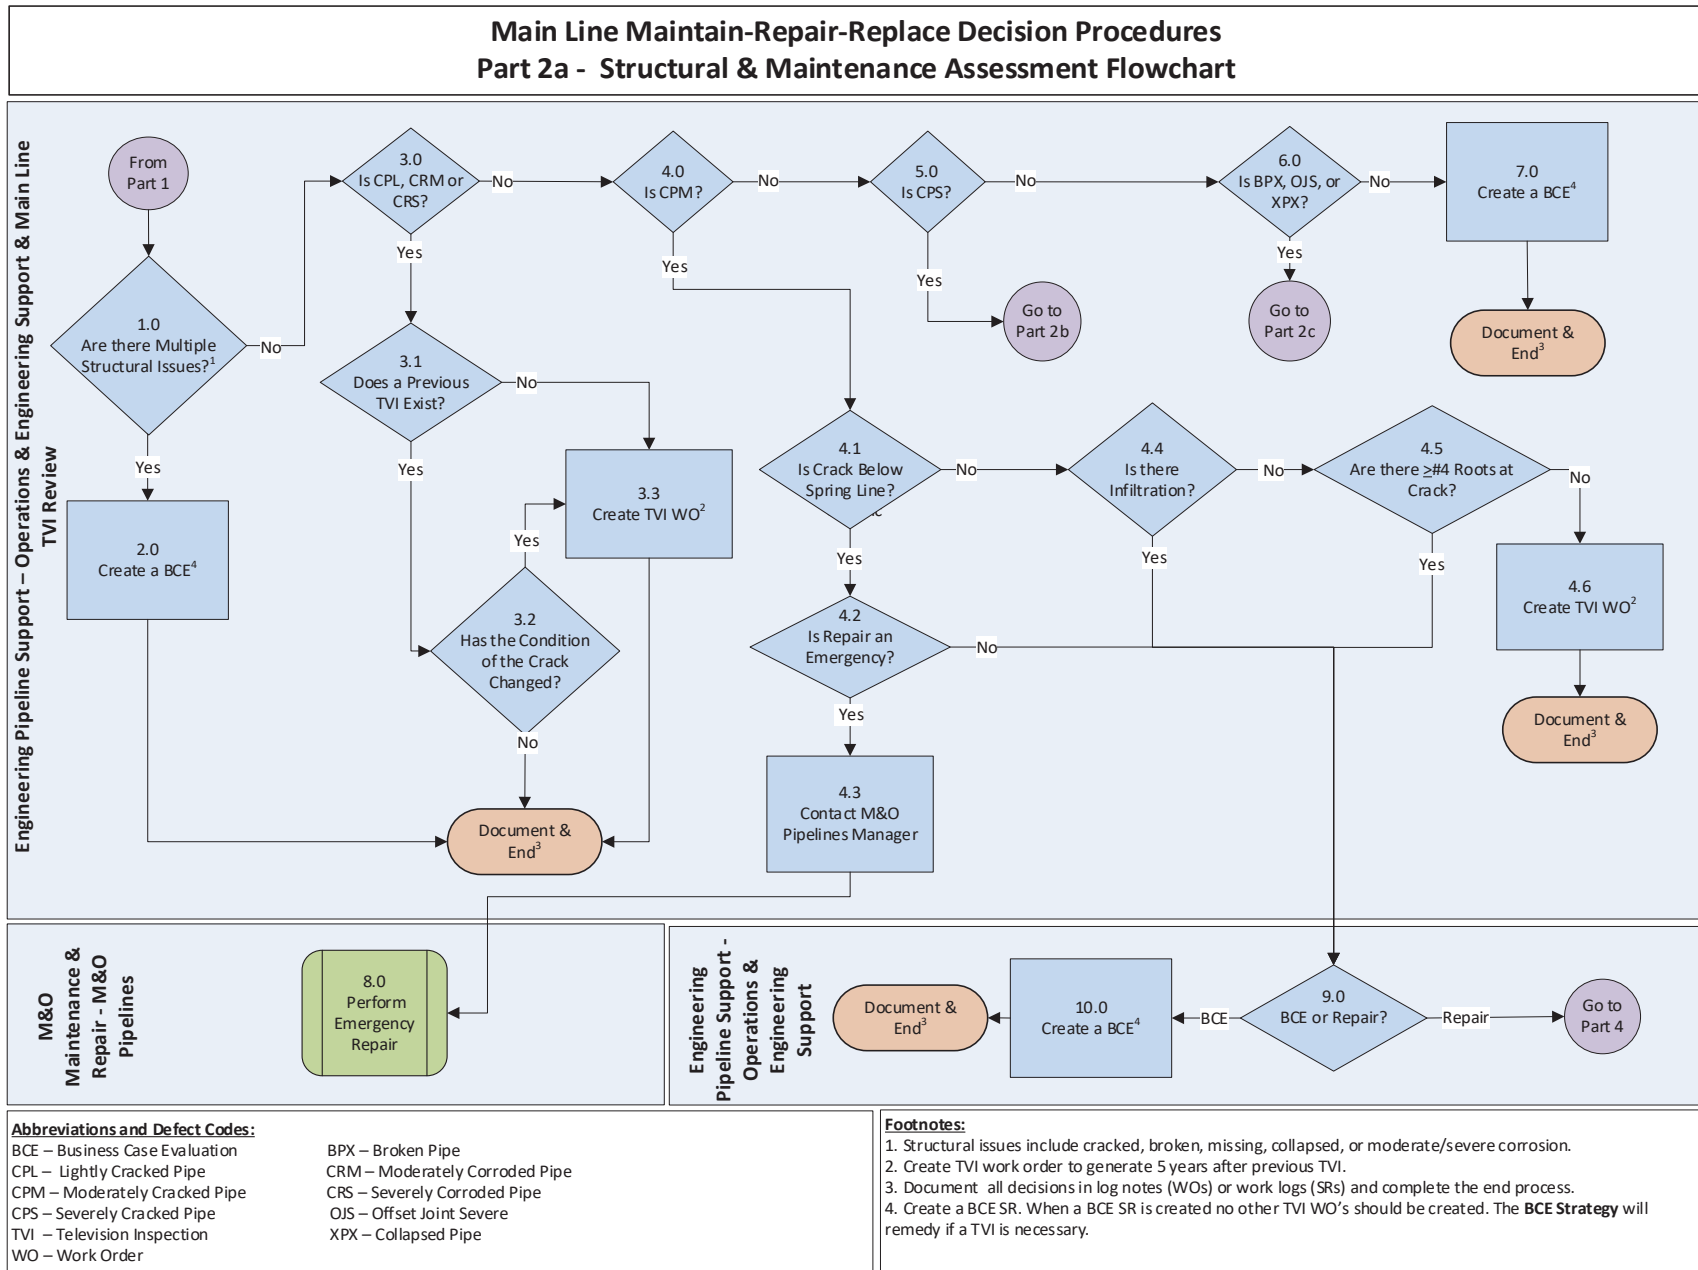 Main Line Maintain-Repair-Replace Decision Procedures
Part 2a - Structural & Maintenance Assessment Flowchart
Engineering Pipeline Support – Operations & Engineering Support & Main Line
TVI Review
From
Part 1
1.0
Are there Multiple
Structural Issues?1
No
Yes
2.0
Create a BCE4
3.0
Is CPL, CRM or
CRS?
No
Yes
3.1
Does a Previous
TVI Exist?
No
Yes
3.2
Has the Condition
of the Crack
Changed?
Yes
No
3.3
Create TVI WO2
Document &
End3
4.0
Is CPM?
No
Yes
4.1
Is Crack Below
Spring Line?
No
Yes
4.2
Is Repair an
Emergency?
No
Yes
4.3
Contact M&O
Pipelines Manager
4.4
Is there
Infiltration?
No
Yes
4.5
Are there ≥#4 Roots at
Crack?
No
Yes
4.6
Create TVI WO2
Document &
End3
5.0
Is CPS?
No
Yes
Go to
Part 2b
6.0
Is BPX, OJS, or
XPX?
No
Yes
Go to
Part 2c
7.0
Create a BCE4
Document &
End3
M&O
Maintenance &
Repair - M&O
Pipelines
8.0
Perform
Emergency
Repair
Engineering
Pipeline Support -
Operations &
Engineering
Support
Document &
End3
10.0
Create a BCE4
BCE
9.0
BCE or Repair?
Repair
Go to
Part 4
Abbreviations and Defect Codes:
BCE – Business Case Evaluation
CPL – Lightly Cracked Pipe
CPM – Moderately Cracked Pipe
CPS – Severely Cracked Pipe
TVI – Television Inspection
WO – Work Order
BPX – Broken Pipe
CRM – Moderately Corroded Pipe
CRS – Severely Corroded Pipe
OJS – Offset Joint Severe
XPX – Collapsed Pipe
Footnotes:
1. Structural issues include cracked, broken, missing, collapsed, or moderate/severe corrosion.
2. Create TVI work order to generate 5 years after previous TVI.
3. Document all decisions in log notes (WOs) or work logs (SRs) and complete the end process.
4. Create a BCE SR. When a BCE SR is created no other TVI WO's should be created. The BCE Strategy will
remedy if a TVI is necessary.